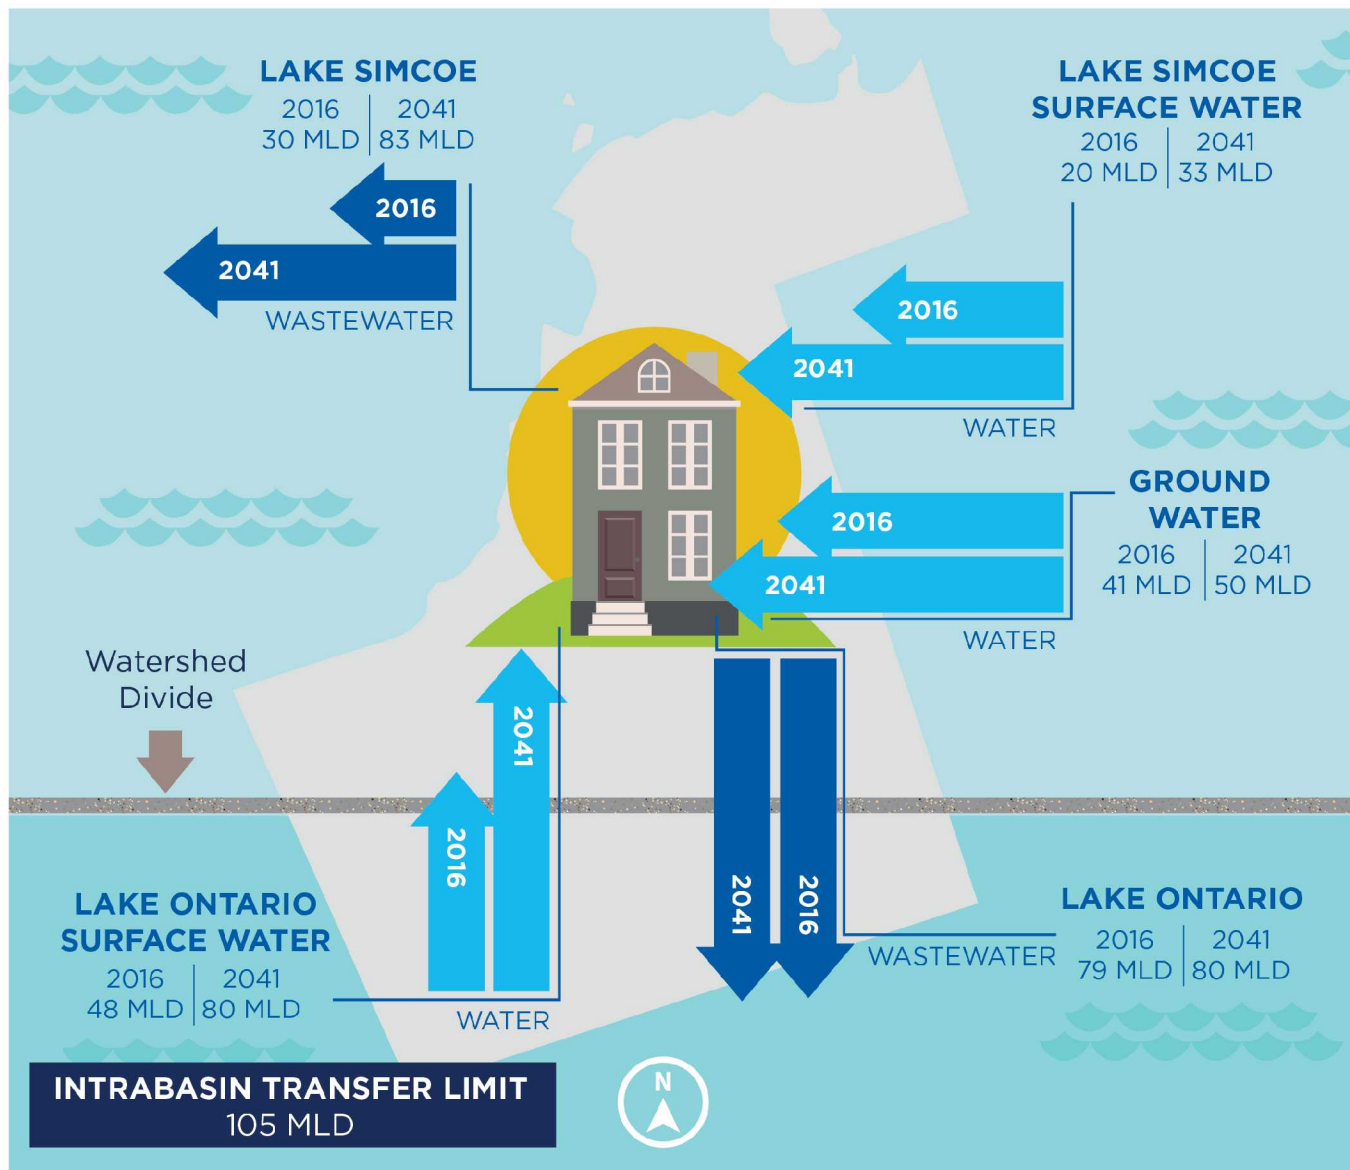 LAKE SIMCOE
2016 2041
30 MLD 83 MLD
2016
2041
WASTEWATER
LAKE SIMCOE
SURFACE WATER
2016 2041
20 MLD 33 MLD
2016
2041
WATER
GROUND
WATER
2016 2041
41 MLD 50 MLD
2016
2041
WATER
Watershed
Divide
2041
2016
LAKE ONTARIO
SURFACE WATER
2016 2041
48 MLD 80 MLD
WATER
2041
2016
LAKE ONTARIO
2016 2041
79 MLD 80 MLD
WASTEWATER
INTRABASIN TRANSFER LIMIT
105 MLD
N